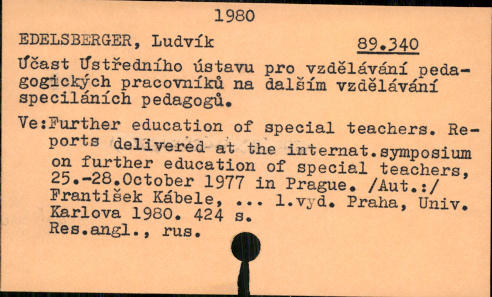 1980
EDELSBERGER, Ludvík 89.340
Účast Ústředního ústavu pro vzdělávání peda-
gogických pracovníků na dalším vzdělávání
speciláních pedagogů.
Ve:Further education of special teachers. Re-
ports delivered at the internat.symposium
on further education of special teachers,
25.-28.October 1977 in Prague. /Aut.:/
František Kábele, ... 1.vyd. Praha, Univ.
Karlova 1980. 424 s.
Res.angl., rus.